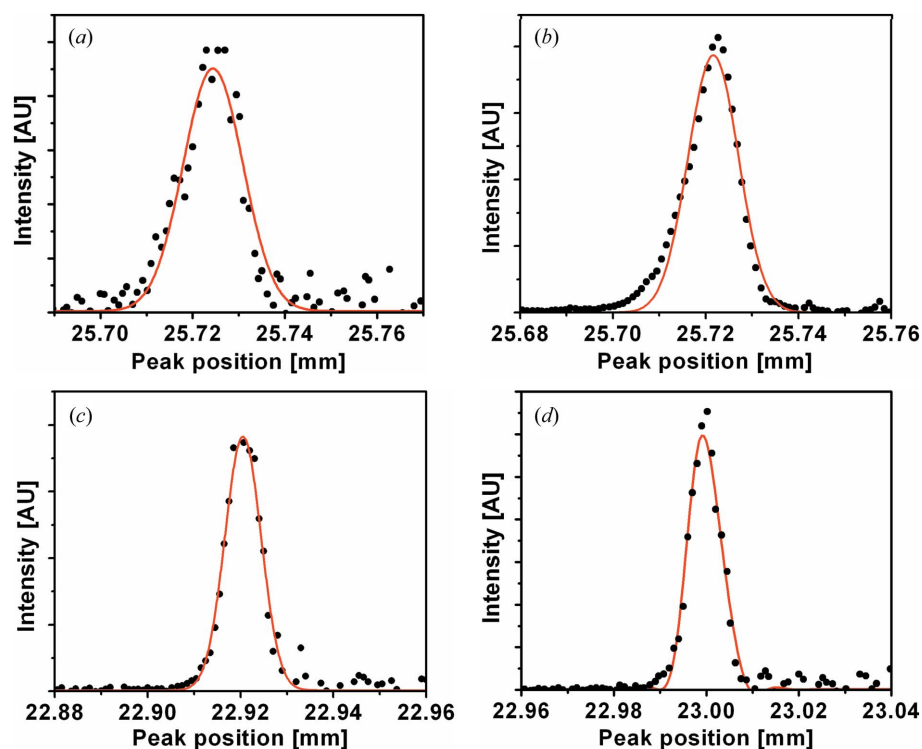 (a)
Intensity [AU]
25.70 25.72 25.74 25.76
Peak position [mm]
(b)
Intensity [AU]
25.68 25.70 25.72 25.74 25.76
Peak position [mm]
(c)
Intensity [AU]
22.88 22.90 22.92 22.94 22.96
Peak position [mm]
(d)
Intensity [AU]
22.96 22.98 23.00 23.02 23.04
Peak position [mm]